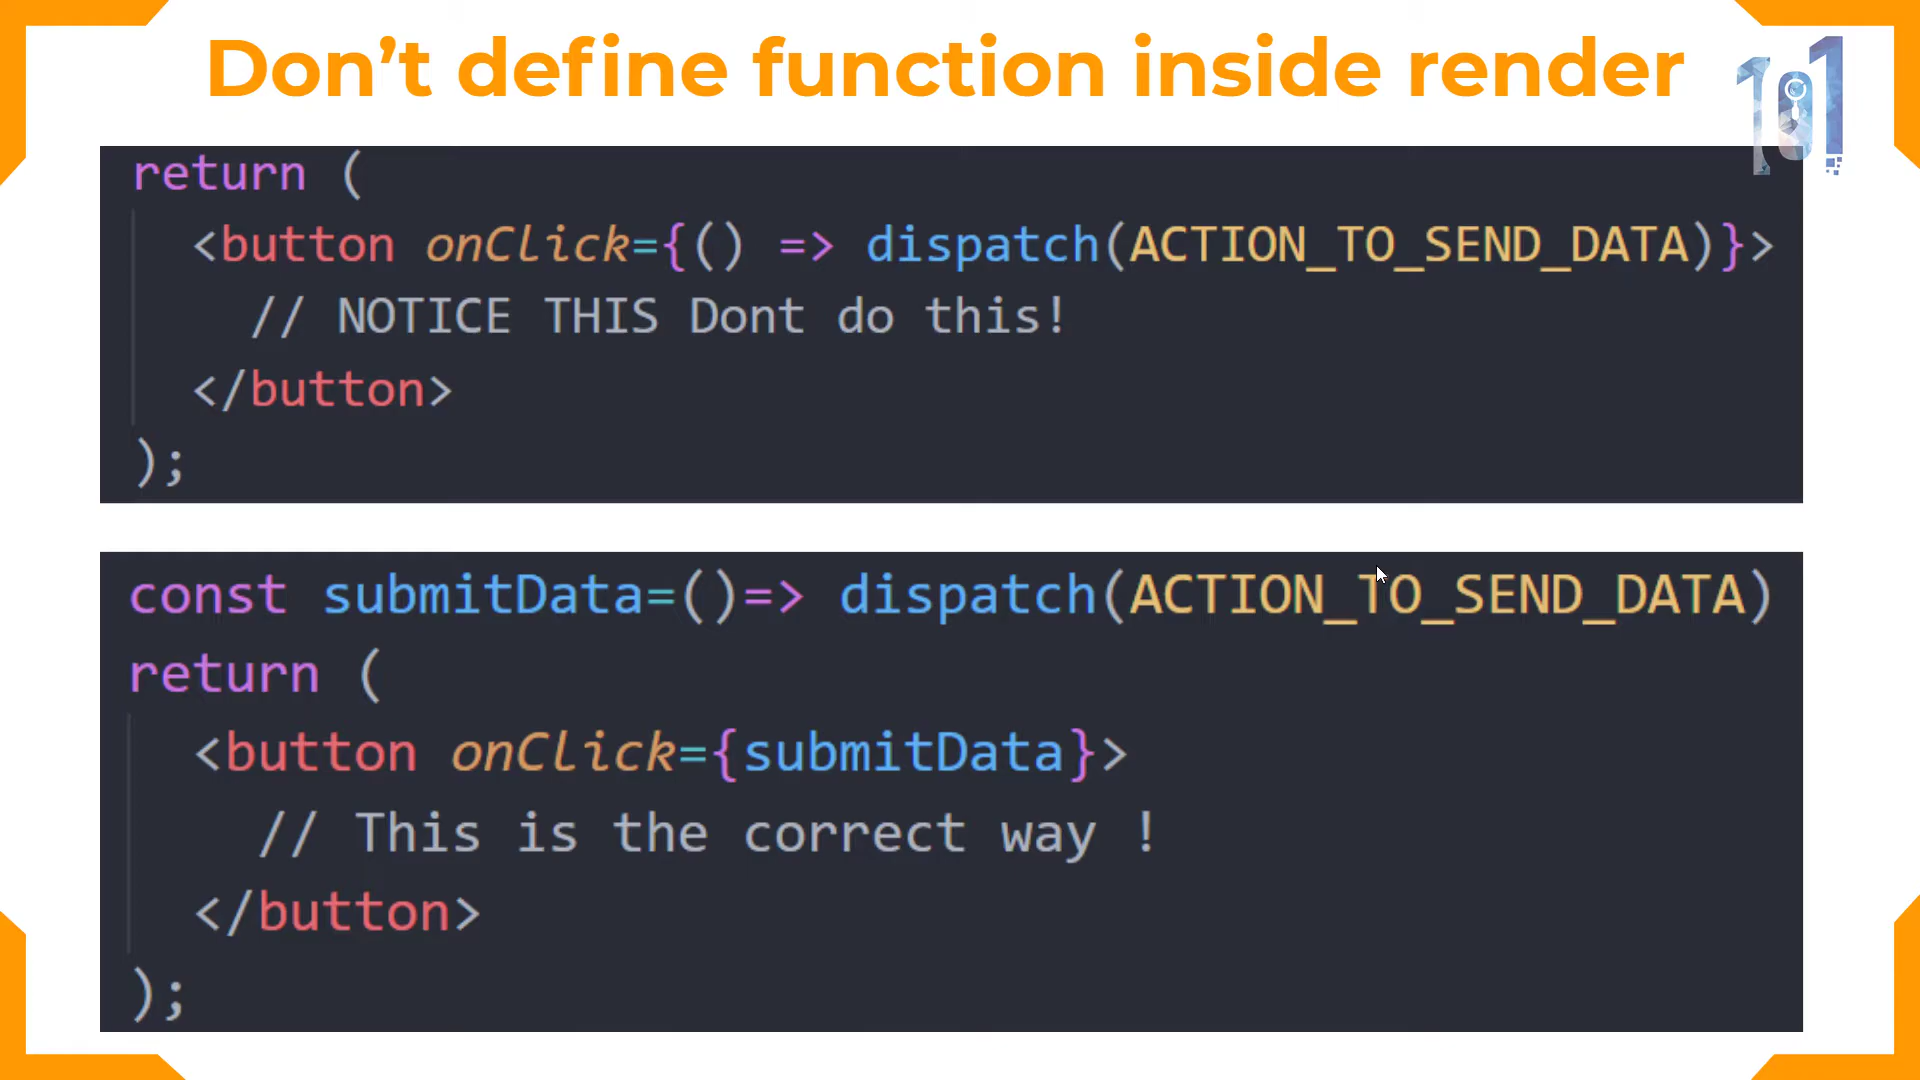 Don’t define function inside render
101
return (
<button onClick={() => dispatch(ACTION_TO_SEND_DATA)}>
// NOTICE THIS Dont do this!
</button>
);
const submitData=()=> dispatch(ACTION_TO_SEND_DATA)
return (
<button onClick={submitData}>
// This is the correct way !
</button>
);